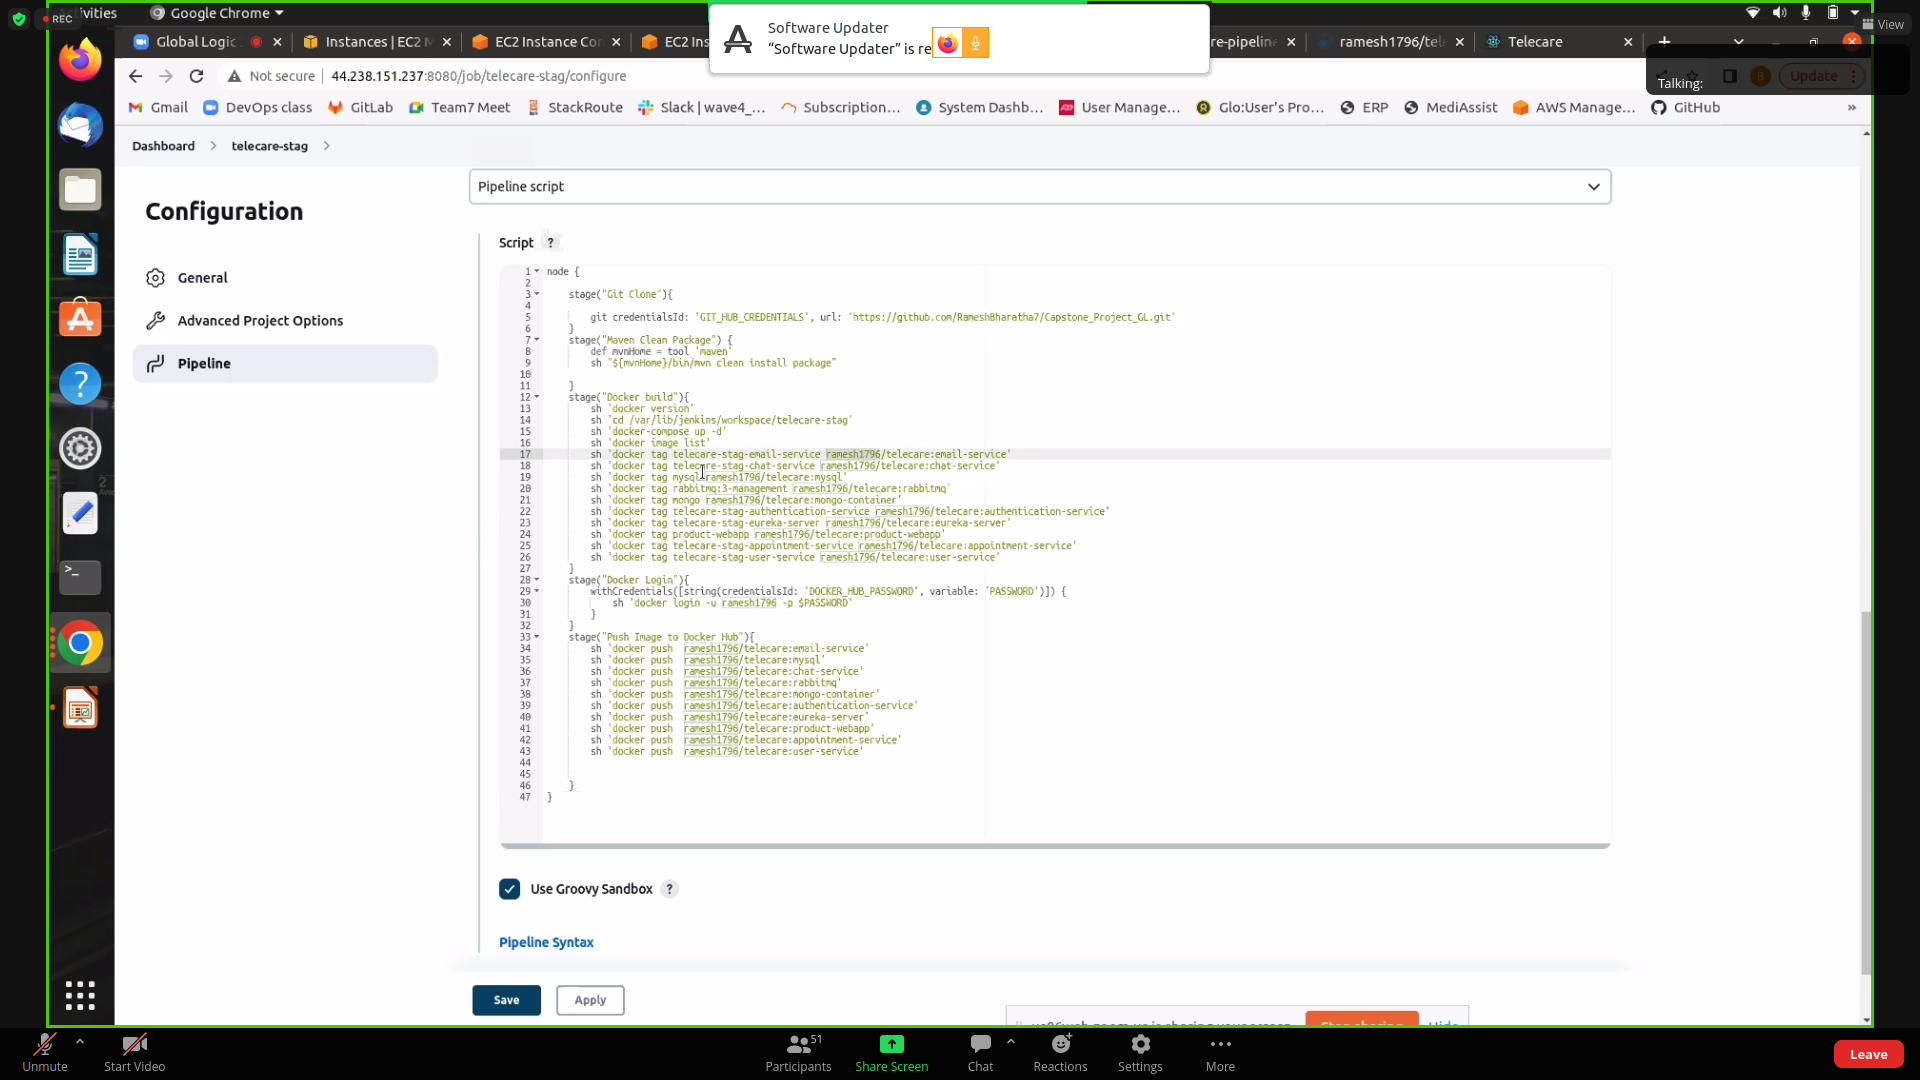 Activities
Google Chrome
REC
Software Updater
“Software Updater” is re
View
Global Logic
Instances | EC2 M
EC2 Instance Con
EC2 Ins
re-pipeline
ramesh1796/tel
Telecare
Not secure
44.238.151.237:8080/job/telecare-stag/configure
Update
Talking:
Gmail
DevOps class
GitLab
Team7 Meet
StackRoute
Slack | wave4_...
Subscription...
System Dashb...
User Manage...
Glo:User's Pro...
ERP
MediAssist
AWS Manage...
GitHub
»
Dashboard
telecare-stag
Configuration
General
Advanced Project Options
Pipeline
Pipeline script
Script ?
1 node {
2
3 stage("Git Clone"){
4
5 git credentialsId: 'GIT_HUB_CREDENTIALS', url: 'https://github.com/RameshBharatha7/Capstone_Project_GL.git'
6 }
7 stage("Maven Clean Package") {
8 def mvnHome = tool 'maven'
9 sh "${mvnHome}/bin/mvn clean install package"
10
11 }
12 stage("Docker build"){
13 sh 'docker version'
14 sh 'cd /var/lib/jenkins/workspace/telecare-stag'
15 sh 'docker-compose up -d'
16 sh 'docker image list'
17 sh 'docker tag telecare-stag-email-service ramesh1796/telecare:email-service'
18 sh 'docker tag telecare-stag-chat-service ramesh1796/telecare:chat-service'
19 sh 'docker tag mysql ramesh1796/telecare:mysql'
20 sh 'docker tag rabbitmq:3-management ramesh1796/telecare:rabbitmq'
21 sh 'docker tag mongo ramesh1796/telecare:mongo-container'
22 sh 'docker tag telecare-stag-authentication-service ramesh1796/telecare:authentication-service'
23 sh 'docker tag telecare-stag-eureka-server ramesh1796/telecare:eureka-server'
24 sh 'docker tag product-webapp ramesh1796/telecare:product-webapp'
25 sh 'docker tag telecare-stag-appointment-service ramesh1796/telecare:appointment-service'
26 sh 'docker tag telecare-stag-user-service ramesh1796/telecare:user-service'
27 }
28 stage("Docker Login"){
29 withCredentials([string(credentialsId: 'DOCKER_HUB_PASSWORD', variable: 'PASSWORD')]) {
30 sh 'docker login -u ramesh1796 -p $PASSWORD'
31 }
32 }
33 stage("Push Image to Docker Hub"){
34 sh 'docker push  ramesh1796/telecare:email-service'
35 sh 'docker push  ramesh1796/telecare:mysql'
36 sh 'docker push  ramesh1796/telecare:chat-service'
37 sh 'docker push  ramesh1796/telecare:rabbitmq'
38 sh 'docker push  ramesh1796/telecare:mongo-container'
39 sh 'docker push  ramesh1796/telecare:authentication-service'
40 sh 'docker push  ramesh1796/telecare:eureka-server'
41 sh 'docker push  ramesh1796/telecare:product-webapp'
42 sh 'docker push  ramesh1796/telecare:appointment-service'
43 sh 'docker push  ramesh1796/telecare:user-service'
44
45
46 }
47 }
Use Groovy Sandbox ?
Pipeline Syntax
Save
Apply
Stop sharing
Hide
Unmute
Start Video
51
Participants
Share Screen
Chat
Reactions
Settings
More
Leave